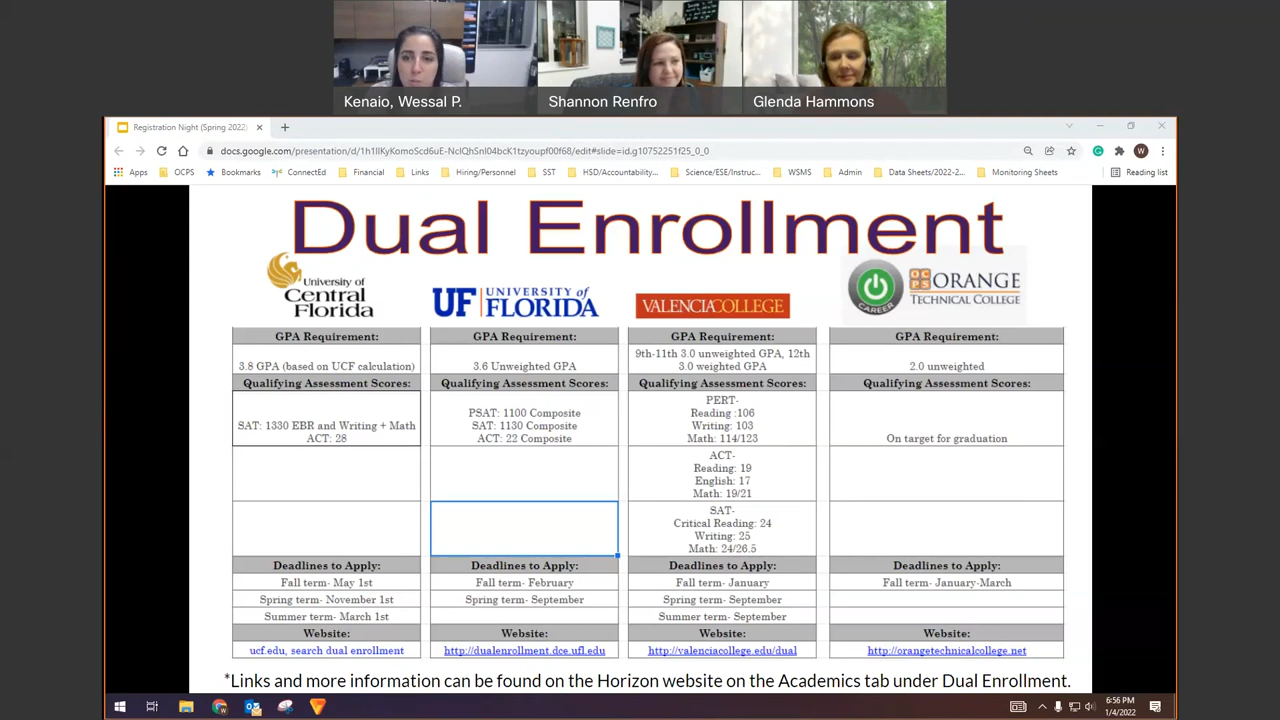 Kenaio, Wessal P.
Shannon Renfro
Glenda Hammons
Registration Night (Spring 2022)
docs.google.com/presentation/d/1h1IlKyKomoScd6uE-NcIQhSnl04bcK1tzyoupf00f68/edit#slide=id.g10752251f25_0_0
W
Apps OCPS Bookmarks ConnectEd Financial Links Hiring/Personnel SST HSD/Accountability... Science/ESE/Instruc... WSMS Admin Data Sheets/2022-2... Monitoring Sheets Reading list
Dual Enrollment
University of
Central
Florida
UF UNIVERSITY of
FLORIDA
VALENCIACOLLEGE
CAREER
OCPS ORANGE
TECHNICAL COLLEGE
GPA Requirement: GPA Requirement: GPA Requirement: GPA Requirement:
9th-11th 3.0 unweighted GPA, 12th
3.8 GPA (based on UCF calculation) 3.6 Unweighted GPA 3.0 weighted GPA 2.0 unweighted
Qualifying Assessment Scores: Qualifying Assessment Scores: Qualifying Assessment Scores: Qualifying Assessment Scores:
PERT-
PSAT: 1100 Composite Reading :106
SAT: 1330 EBR and Writing + Math SAT: 1130 Composite Writing: 103
ACT: 28 ACT: 22 Composite Math: 114/123 On target for graduation
ACT-
Reading: 19
English: 17
Math: 19/21
SAT-
Critical Reading: 24
Writing: 25
Math: 24/26.5
Deadlines to Apply: Deadlines to Apply: Deadlines to Apply: Deadlines to Apply:
Fall term- May 1st Fall term- February Fall term- January Fall term- January-March
Spring term- November 1st Spring term- September Spring term- September
Summer term- March 1st Summer term- September
Website: Website: Website: Website:
ucf.edu, search dual enrollment http://dualenrollment.dce.ufl.edu http://valenciacollege.edu/dual http://orangetechnicalcollege.net
*Links and more information can be found on the Horizon website on the Academics tab under Dual Enrollment.
6:56 PM
1/4/2022